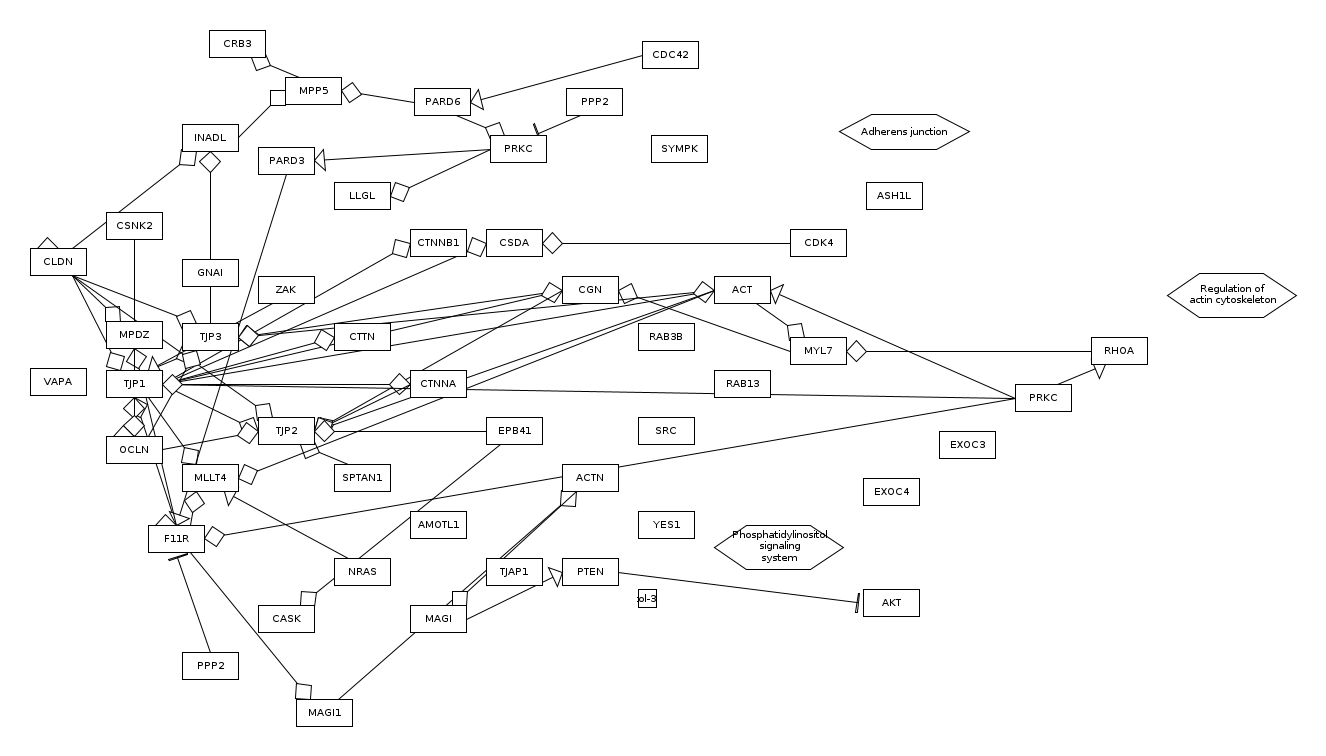 CRB3
CDC42
MPP5
PARD6
PPP2
Adherens junction
INADL
PRKC
SYMPK
PARD3
LLGL
ASH1L
CSNK2
CTNNB1
CSDA
CDK4
CLDN
GNAI
ZAK
CGN
ACT
Regulation of
actin cytoskeleton
MPDZ
TJP3
CTTN
RAB3B
MYL7
RHOA
VAPA
TJP1
CTNNA
RAB13
PRKC
OCLN
TJP2
EPB41
SRC
EXOC3
MLLT4
SPTAN1
ACTN
EXOC4
F11R
AMOTL1
YES1
Phosphatidylinositol
signaling
system
NRAS
TJAP1
PTEN
ol-3
AKT
CASK
MAGI
PPP2
MAGI1